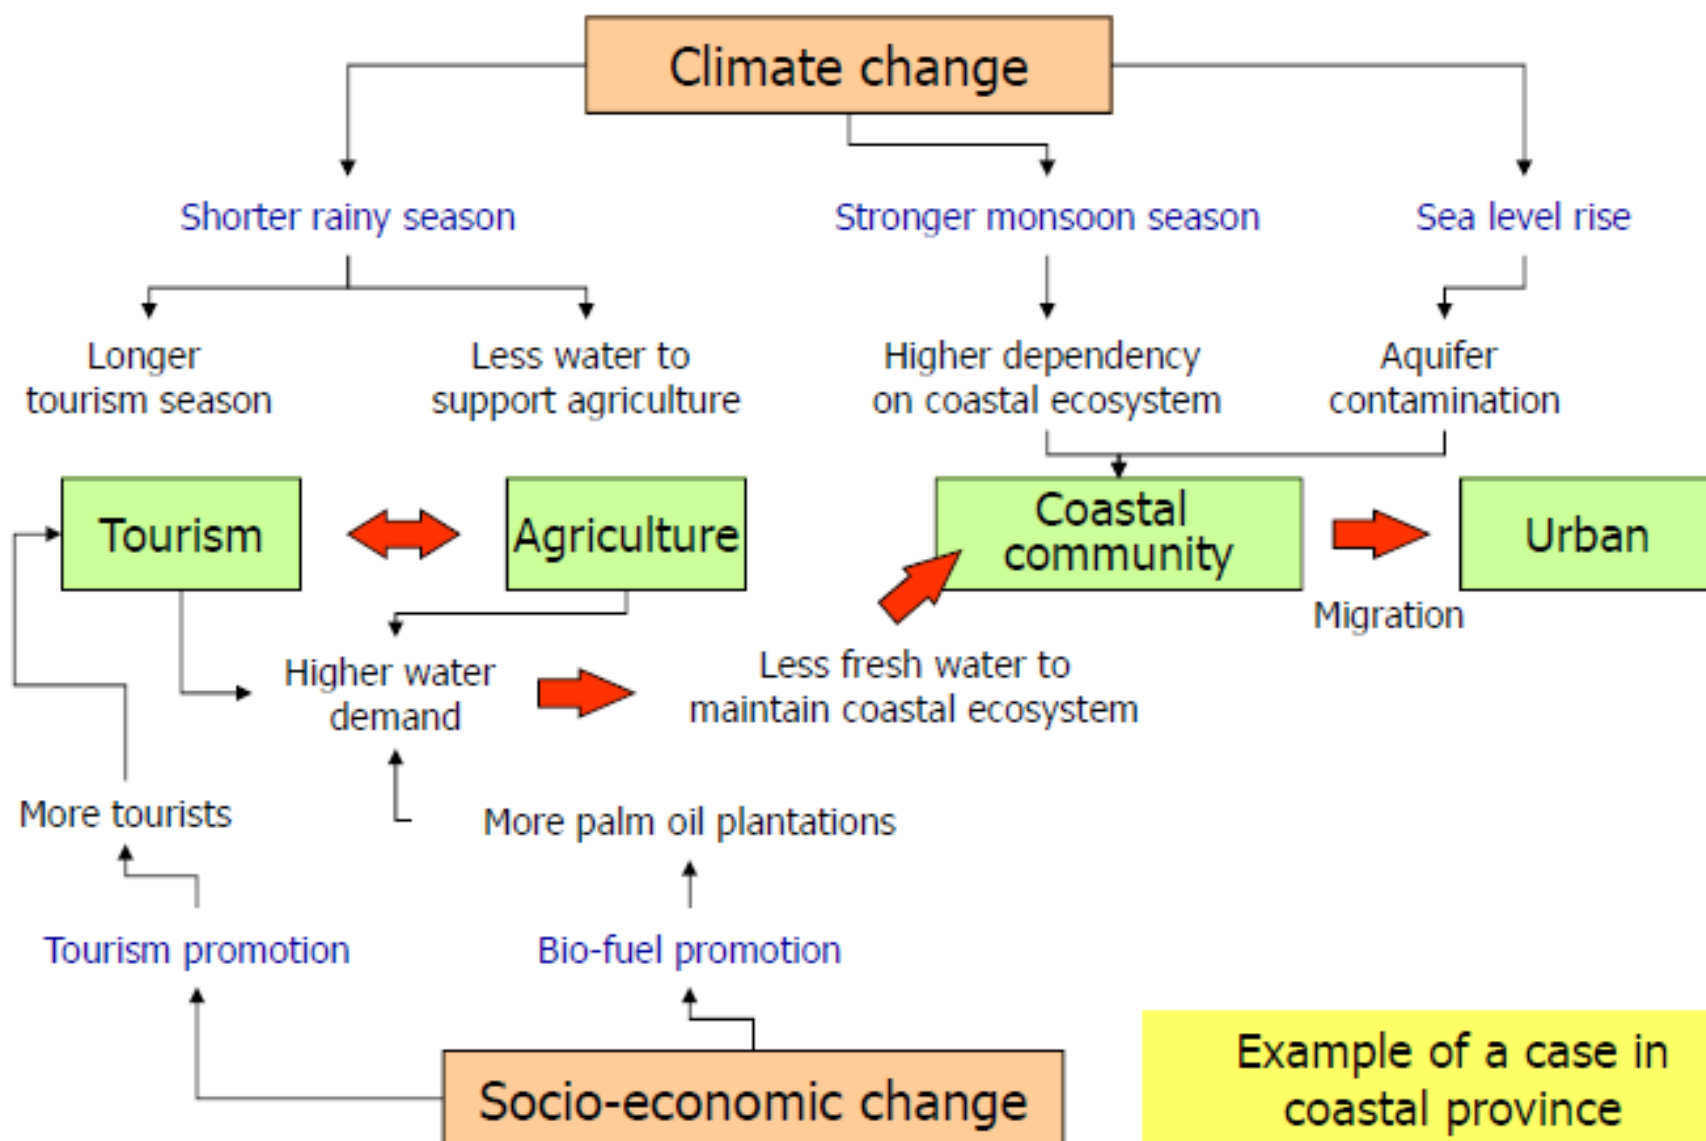 Climate change
Shorter rainy season
Stronger monsoon season
Sea level rise
Longer
tourism season
Less water to
support agriculture
Higher dependency
on coastal ecosystem
Aquifer
contamination
Tourism
Agriculture
Coastal
community
Urban
Migration
Higher water
demand
Less fresh water to
maintain coastal ecosystem
More tourists
More palm oil plantations
Tourism promotion
Bio-fuel promotion
Socio-economic change
Example of a case in
coastal province